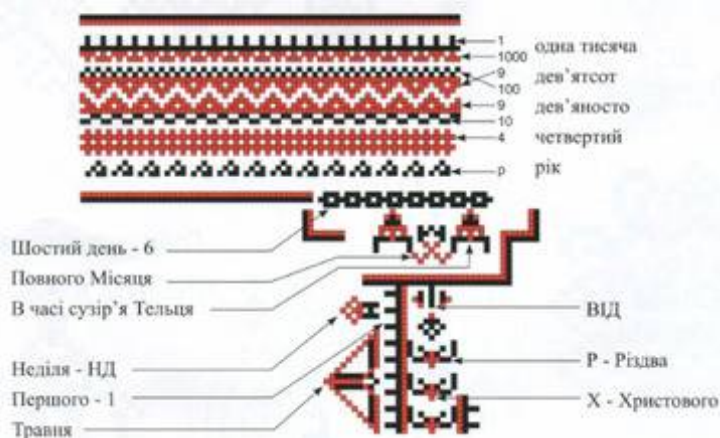 1 одна тисяча
1000
9 дев’ятсот
100
9 дев’яносто
10
4 четвертий
Р рік
Шостий день - 6
Повного Місяця
В часі сузір’я Тельця
ВІД
Неділя - НД
Р - Різдва
Першого - 1
Х - Христового
Травня